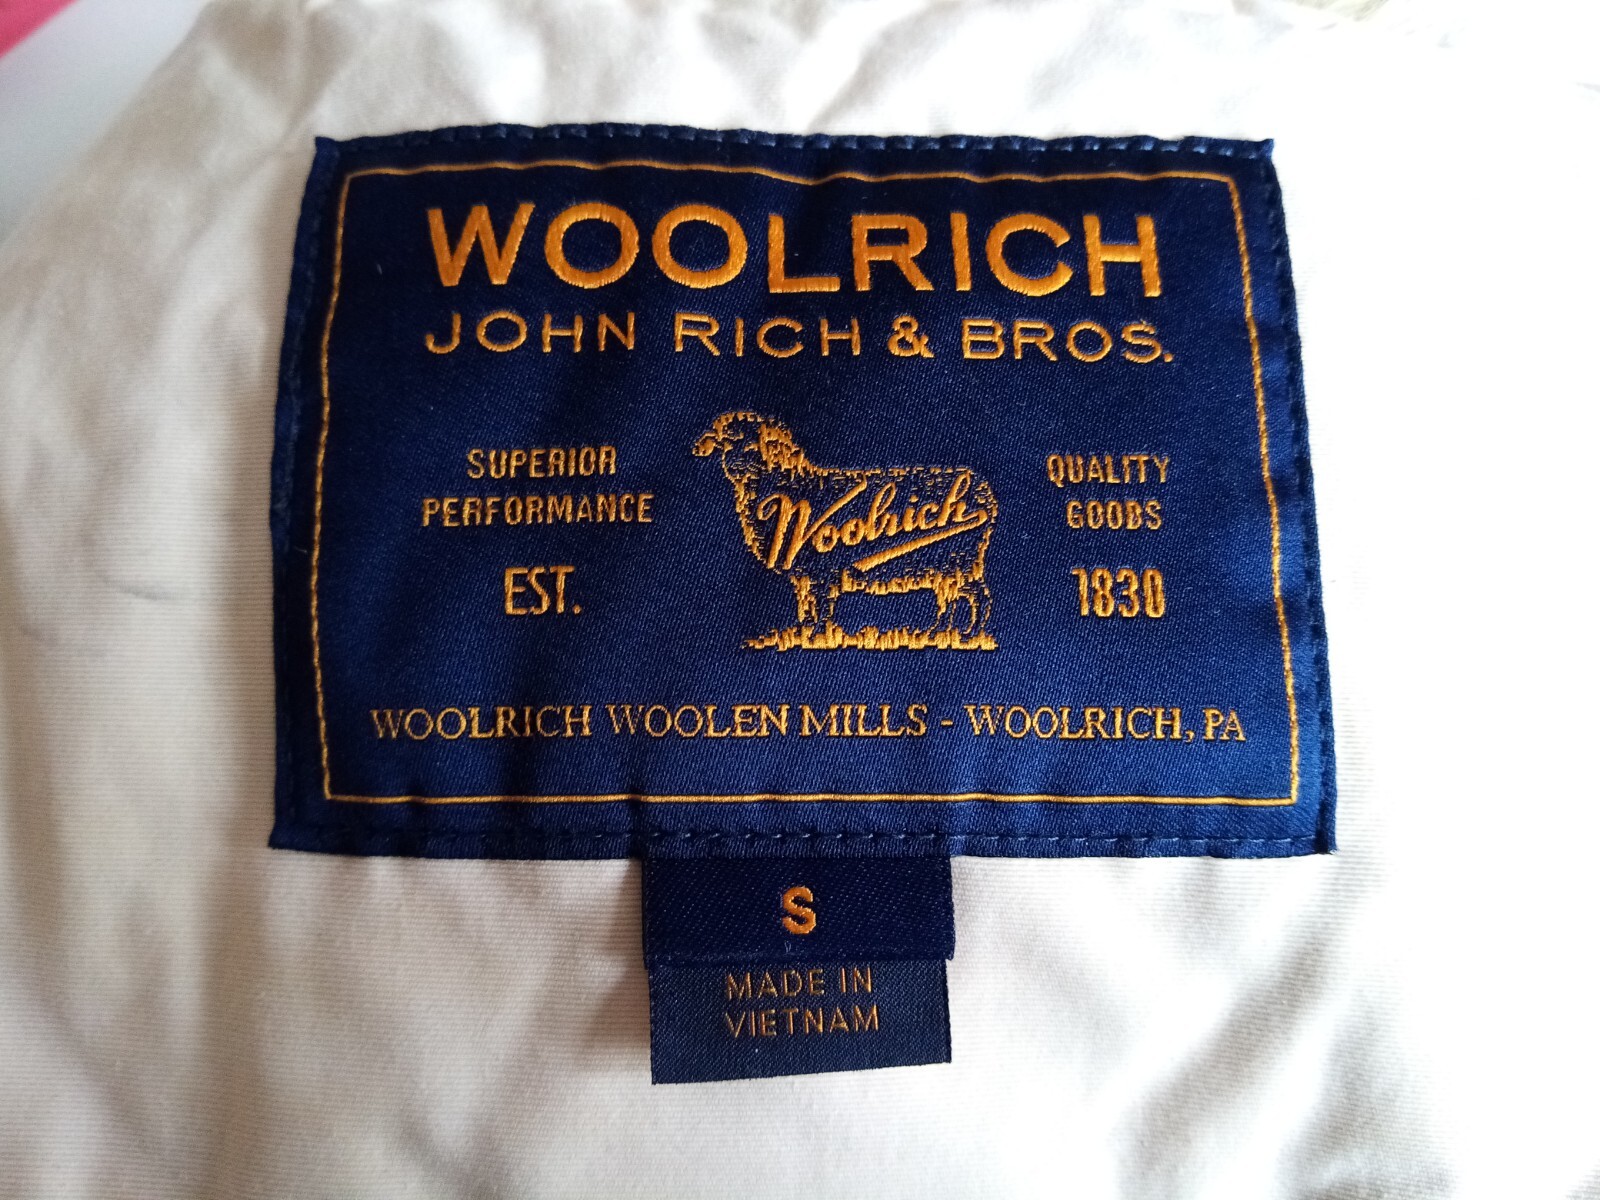 WOOLRICH
JOHN RICH & BROS.
SUPERIOR
PERFORMANCE
EST.
Woolrich
QUALITY
GOODS
1830
WOOLRICH WOOLEN MILLS - WOOLRICH, PA
S
MADE IN
VIETNAM